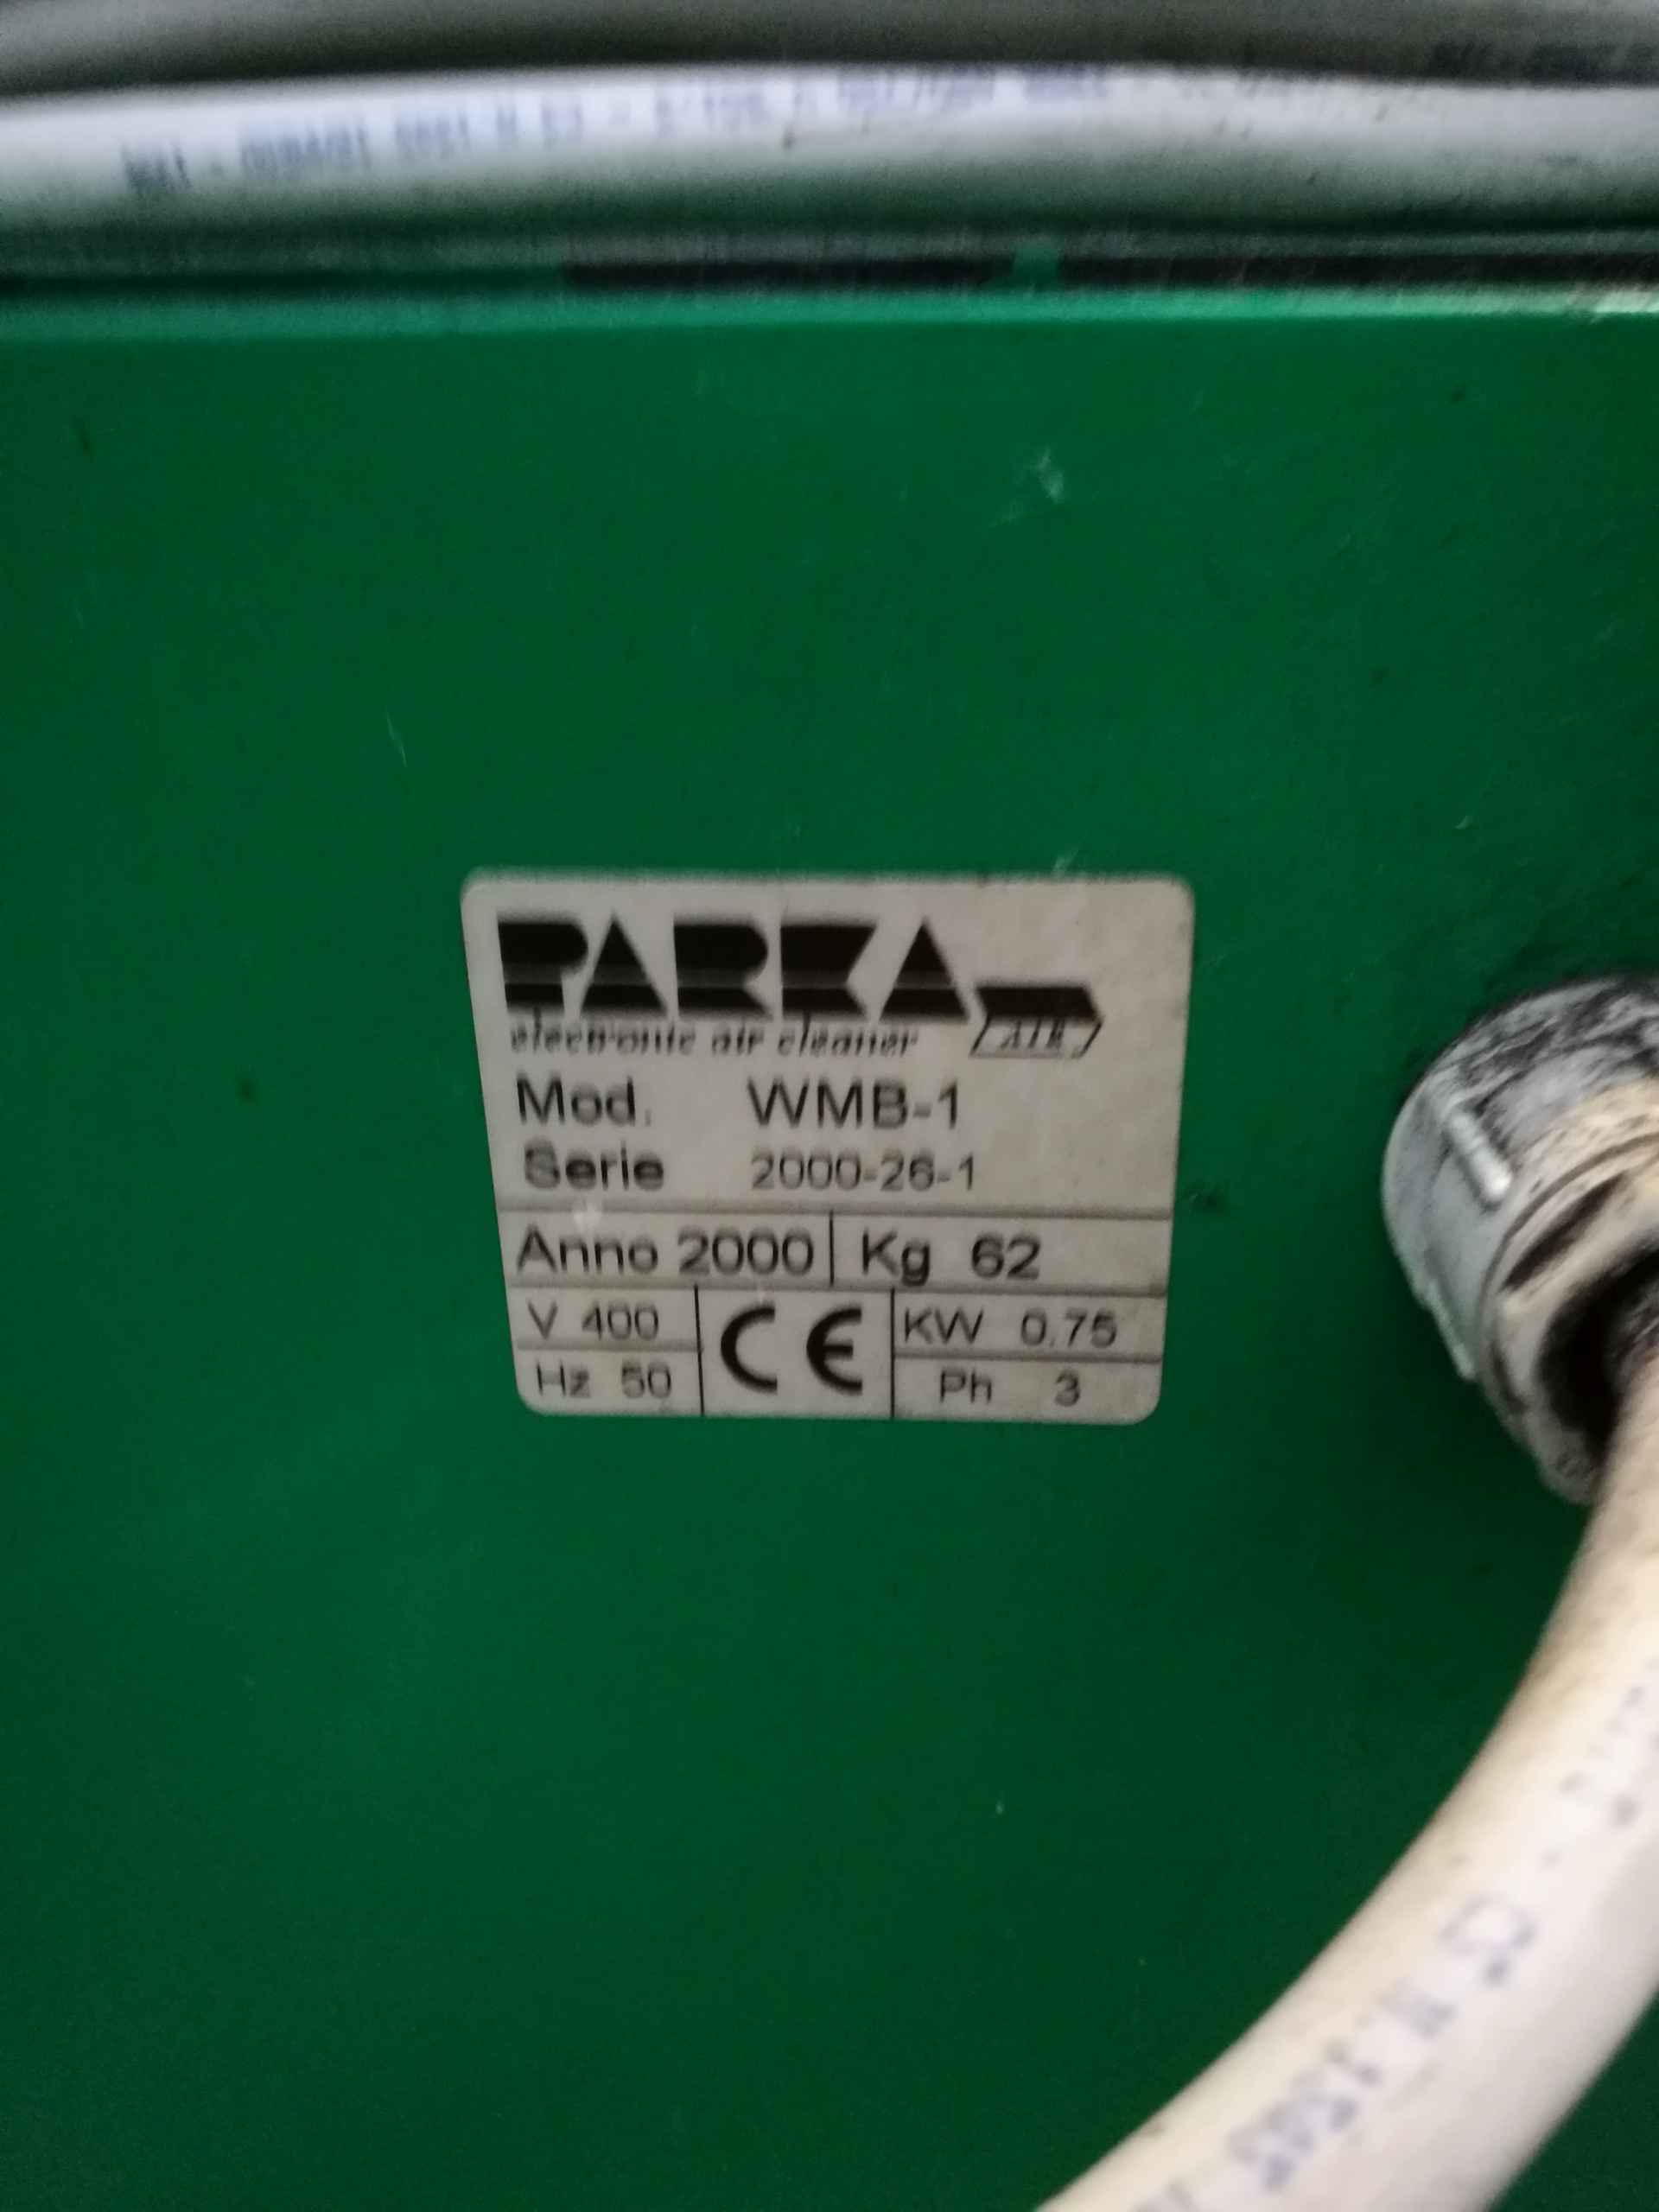 PARKA
electronic air cleaner AIR
Mod. WMB-1
Serie 2000-26-1
Anno 2000 Kg 62
V 400 CE KW 0.75
Hz 50 Ph 3